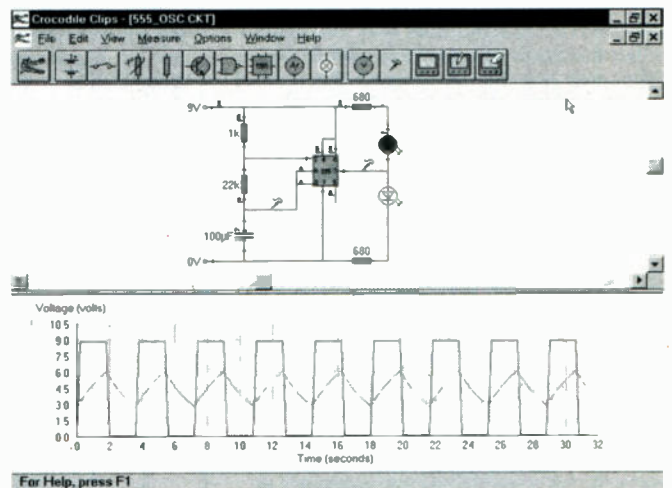 Crocodile Clips - [555_OSC CKT]
File Edit View Measure Options Window Help
680
9V
1k
22k
100µF
0V
680
Voltage (volts)
10.5
9.0
7.5
6.0
4.5
3.0
1.5
0.0
.0 2 4 6 8 10 12 14 16 18 20 22 24 26 28 30 32
Time (seconds)
For Help, press F1